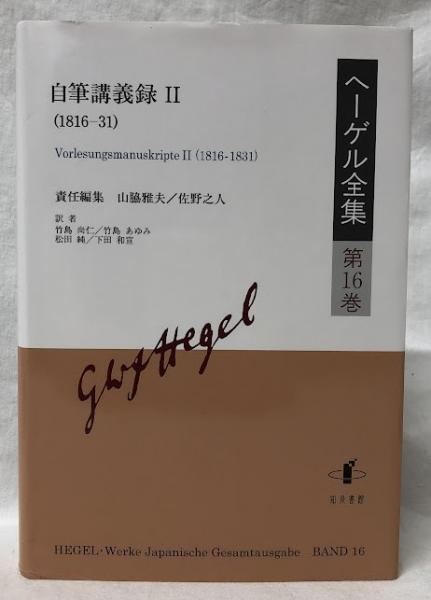 自筆講義録 II
(1816-31)
Vorlesungsmanuskripte II (1816-1831)
責任編集 山脇雅夫／佐野之人
訳者
竹島 尚仁／竹島 あゆみ
松田 純／下田 和宣
ヘーゲル全集
第16巻
GWFHegel
知泉書館
HEGEL・Werke Japanische Gesamtausgabe BAND 16